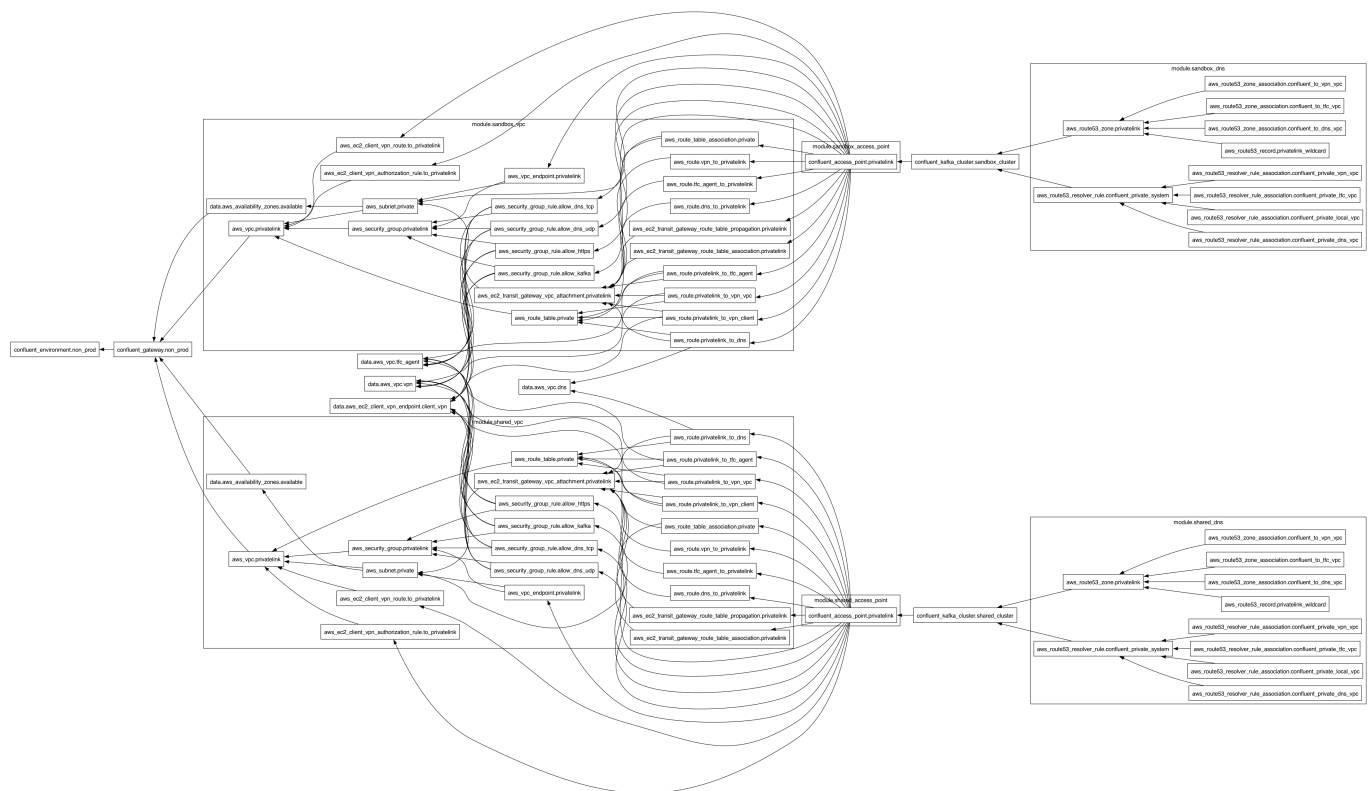 module.sandbox_dns
aws_route53_zone_association.confluent_to_vpn_vpc
aws_route53_zone_association.confluent_to_tfc_vpc
aws_route53_zone.privatelink
aws_route53_zone_association.confluent_to_dns_vpc
aws_route53_record.privatelink_wildcard
aws_route53_resolver_rule_association.confluent_private_vpn_vpc
aws_route53_resolver_rule.confluent_private_system
aws_route53_resolver_rule_association.confluent_private_tfc_vpc
aws_route53_resolver_rule_association.confluent_private_local_vpc
aws_route53_resolver_rule_association.confluent_private_dns_vpc
module.sandbox_vpc
aws_ec2_client_vpn_route.to_privatelink
aws_route_table_association.private
module.sandbox_access_point
confluent_access_point.privatelink
confluent_kafka_cluster.sandbox_cluster
aws_route.vpn_to_privatelink
aws_ec2_client_vpn_authorization_rule.to_privatelink
aws_vpc_endpoint.privatelink
aws_route.tfc_agent_to_privatelink
data.aws_availability_zones.available
aws_subnet.private
aws_security_group_rule.allow_dns_tcp
aws_route.dns_to_privatelink
aws_vpc.privatelink
aws_security_group.privatelink
aws_security_group_rule.allow_dns_udp
aws_ec2_transit_gateway_route_table_propagation.privatelink
aws_security_group_rule.allow_https
aws_ec2_transit_gateway_route_table_association.privatelink
aws_security_group_rule.allow_kafka
aws_route.privatelink_to_tfc_agent
aws_ec2_transit_gateway_vpc_attachment.privatelink
aws_route.privatelink_to_vpn_vpc
aws_route_table.private
aws_route.privatelink_to_vpn_client
aws_route.privatelink_to_dns
confluent_environment.non_prod
confluent_gateway.non_prod
data.aws_vpc.tfc_agent
data.aws_vpc.vpn
data.aws_vpc.dns
data.aws_ec2_client_vpn_endpoint.client_vpn
module.shared_vpc
aws_route.privatelink_to_dns
aws_route_table.private
aws_route.privatelink_to_tfc_agent
data.aws_availability_zones.available
aws_ec2_transit_gateway_vpc_attachment.privatelink
aws_route.privatelink_to_vpn_vpc
aws_security_group_rule.allow_https
aws_route.privatelink_to_vpn_client
aws_security_group_rule.allow_kafka
aws_route_table_association.private
aws_security_group.privatelink
aws_security_group_rule.allow_dns_tcp
aws_route.vpn_to_privatelink
aws_vpc.privatelink
aws_subnet.private
aws_security_group_rule.allow_dns_udp
aws_route.tfc_agent_to_privatelink
aws_vpc_endpoint.privatelink
aws_route.dns_to_privatelink
aws_ec2_client_vpn_route.to_privatelink
module.shared_access_point
aws_ec2_transit_gateway_route_table_propagation.privatelink
confluent_access_point.privatelink
confluent_kafka_cluster.shared_cluster
aws_ec2_client_vpn_authorization_rule.to_privatelink
aws_ec2_transit_gateway_route_table_association.privatelink
module.shared_dns
aws_route53_zone_association.confluent_to_vpn_vpc
aws_route53_zone_association.confluent_to_tfc_vpc
aws_route53_zone.privatelink
aws_route53_zone_association.confluent_to_dns_vpc
aws_route53_record.privatelink_wildcard
aws_route53_resolver_rule_association.confluent_private_vpn_vpc
aws_route53_resolver_rule.confluent_private_system
aws_route53_resolver_rule_association.confluent_private_tfc_vpc
aws_route53_resolver_rule_association.confluent_private_local_vpc
aws_route53_resolver_rule_association.confluent_private_dns_vpc